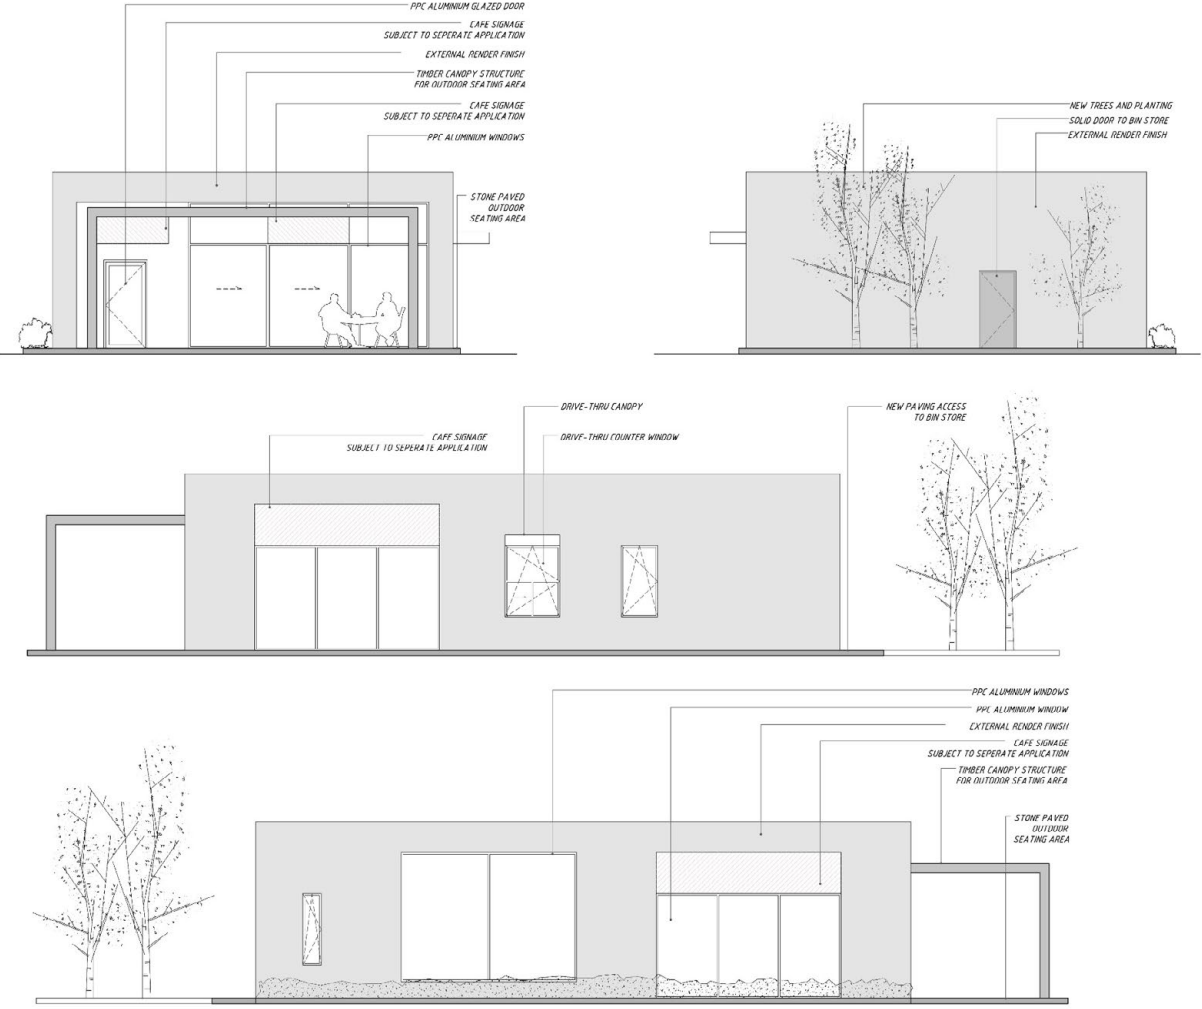 PPC ALUMINIUM GLAZED DOOR
CAFE SIGNAGE
SUBJECT TO SEPERATE APPLICATION
EXTERNAL RENDER FINISH
TIMBER CANOPY STRUCTURE
FOR OUTDOOR SEATING AREA
CAFE SIGNAGE
SUBJECT TO SEPERATE APPLICATION
PPC ALUMINIUM WINDOWS
STONE PAVED
OUTDOOR
SEATING AREA
NEW TREES AND PLANTING
SOLID DOOR TO BIN STORE
EXTERNAL RENDER FINISH
CAFE SIGNAGE
SUBJECT TO SEPERATE APPLICATION
DRIVE-THRU CANOPY
DRIVE-THRU COUNTER WINDOW
NEW PAVING ACCESS
TO BIN STORE
PPC ALUMINIUM WINDOWS
PPC ALUMINIUM WINDOW
EXTERNAL RENDER FINISH
CAFE SIGNAGE
SUBJECT TO SEPERATE APPLICATION
TIMBER CANOPY STRUCTURE
FOR OUTDOOR SEATING AREA
STONE PAVED
OUTDOOR
SEATING AREA